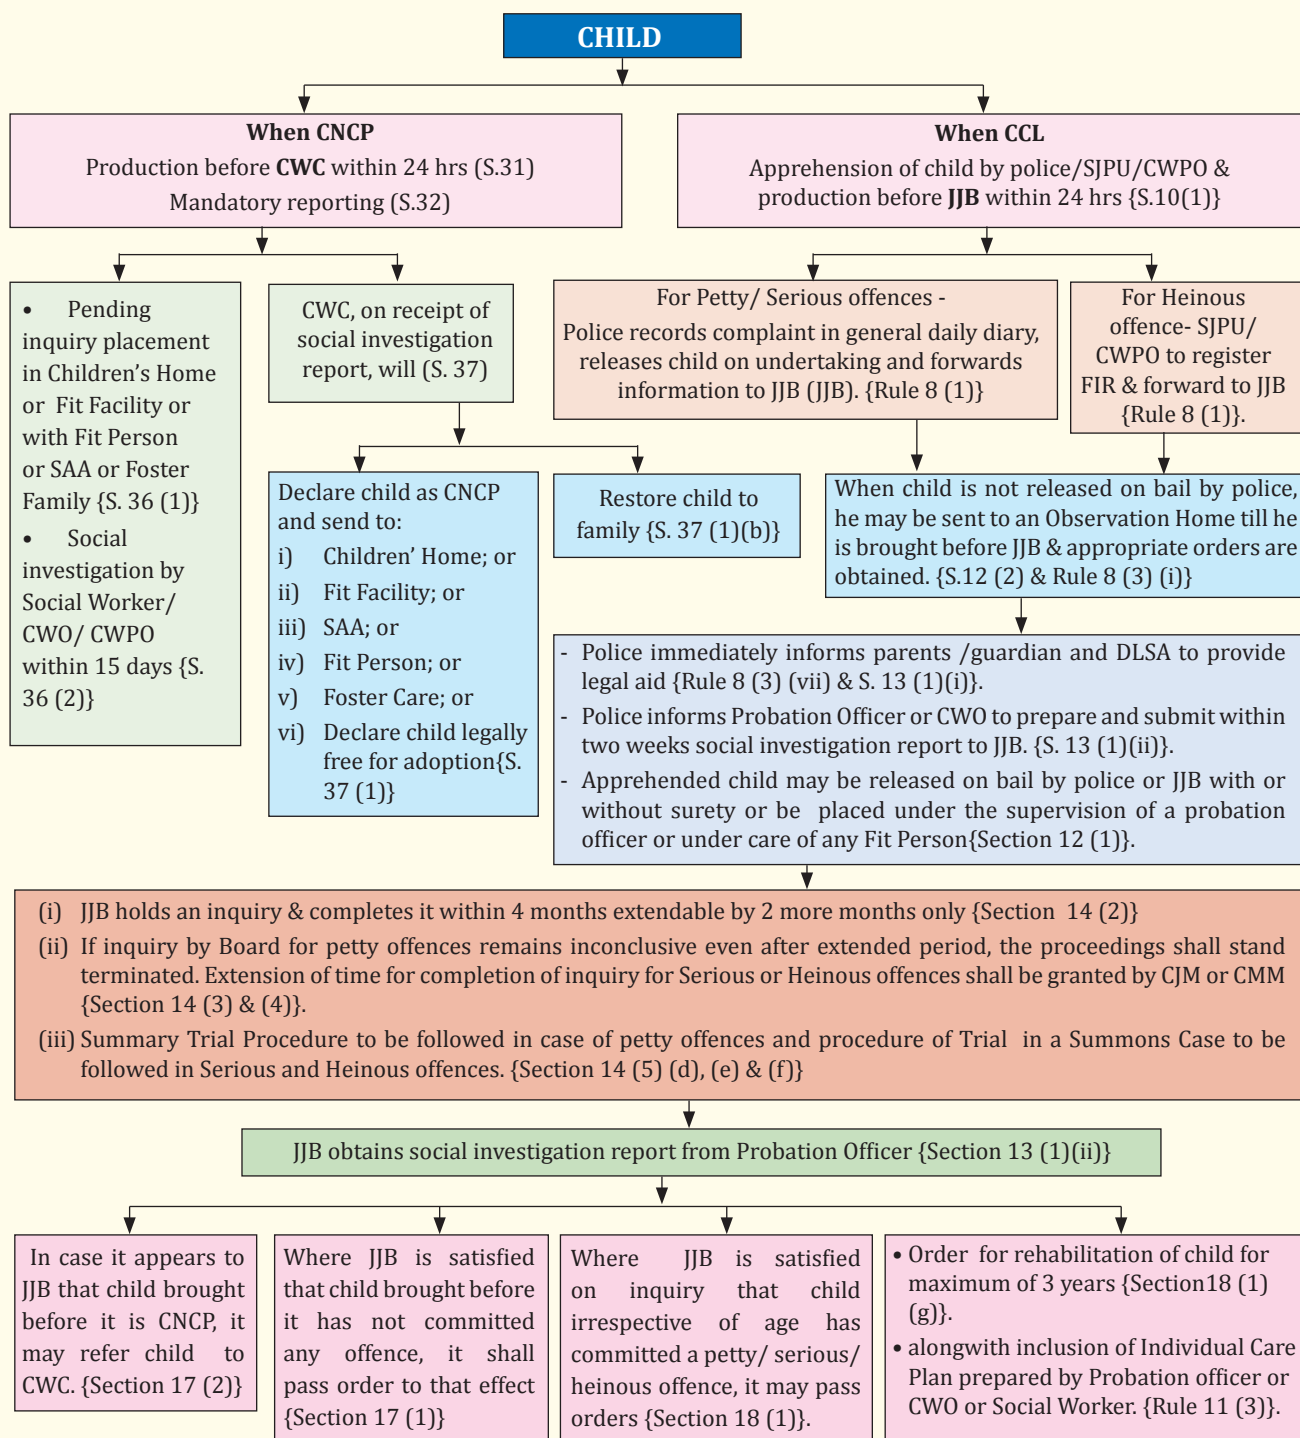 CHILD
When CNCP
Production before CWC within 24 hrs (S.31)
Mandatory reporting (S.32)
When CCL
Apprehension of child by police/SJPU/CWPO &
production before JJB within 24 hrs {S.10(1)}
• Pending
inquiry placement
in Children's Home
or Fit Facility or
with Fit Person
or SAA or Foster
Family {S. 36 (1)}
• Social
investigation by
Social Worker/
CWO/ CWPO
within 15 days {S.
36 (2)}
CWC, on receipt of
social investigation
report, will (S. 37)
For Petty/ Serious offences -
Police records complaint in general daily diary,
releases child on undertaking and forwards
information to JJB (JJB). {Rule 8 (1)}
For Heinous
offence- SJPU/
CWPO to register
FIR & forward to JJB
{Rule 8 (1)}.
Declare child as CNCP
and send to:
i) Children' Home; or
ii) Fit Facility; or
iii) SAA; or
iv) Fit Person; or
v) Foster Care; or
vi) Declare child legally
free for adoption{S.
37 (1)}
Restore child to
family {S. 37 (1)(b)}
When child is not released on bail by police,
he may be sent to an Observation Home till he
is brought before JJB & appropriate orders are
obtained. {S.12 (2) & Rule 8 (3) (i)}
- Police immediately informs parents /guardian and DLSA to provide
legal aid {Rule 8 (3) (vii) & S. 13 (1)(i)}.
- Police informs Probation Officer or CWO to prepare and submit within
two weeks social investigation report to JJB. {S. 13 (1)(ii)}.
- Apprehended child may be released on bail by police or JJB with or
without surety or be placed under the supervision of a probation
officer or under care of any Fit Person{Section 12 (1)}.
(i) JJB holds an inquiry & completes it within 4 months extendable by 2 more months only {Section 14 (2)}
(ii) If inquiry by Board for petty offences remains inconclusive even after extended period, the proceedings shall stand
terminated. Extension of time for completion of inquiry for Serious or Heinous offences shall be granted by CJM or CMM
{Section 14 (3) & (4)}.
(iii) Summary Trial Procedure to be followed in case of petty offences and procedure of Trial in a Summons Case to be
followed in Serious and Heinous offences. {Section 14 (5) (d), (e) & (f)}
JJB obtains social investigation report from Probation Officer {Section 13 (1)(ii)}
In case it appears to
JJB that child brought
before it is CNCP, it
may refer child to
CWC. {Section 17 (2)}
Where JJB is satisfied
that child brought before
it has not committed
any offence, it shall
pass order to that effect
{Section 17 (1)}
Where JJB is satisfied
on inquiry that child
irrespective of age has
committed a petty/ serious/
heinous offence, it may pass
orders {Section 18 (1)}.
• Order for rehabilitation of child for
maximum of 3 years {Section18 (1)
(g)}.
• alongwith inclusion of Individual Care
Plan prepared by Probation officer or
CWO or Social Worker. {Rule 11 (3)}.